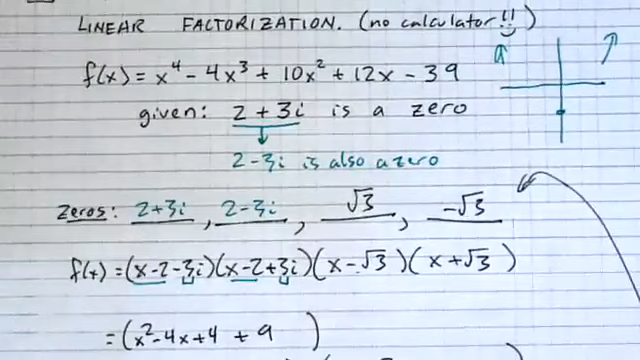 LINEAR FACTORIZATION. (no calculator!!)
f(x) = x⁴ - 4x³ + 10x² + 12x - 39
given: 2 + 3i is a zero
2 - 3i is also a zero
Zeros: 2+3i, 2-3i, √3, -√3
f(x) = (x-2-3i)(x-2+3i)(x-√3)(x+√3)
= (x²-4x+4 +9 )